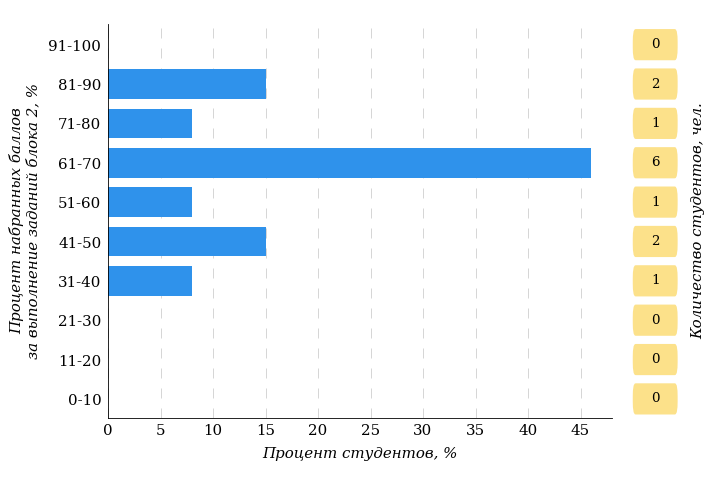 Процент набранных баллов
за выполнение заданий блока 2, %
91-100 0
81-90 2
71-80 1
61-70 6
51-60 1
41-50 2
31-40 1
21-30 0
11-20 0
0-10 0
0 5 10 15 20 25 30 35 40 45
Процент студентов, %
Количество студентов, чел.